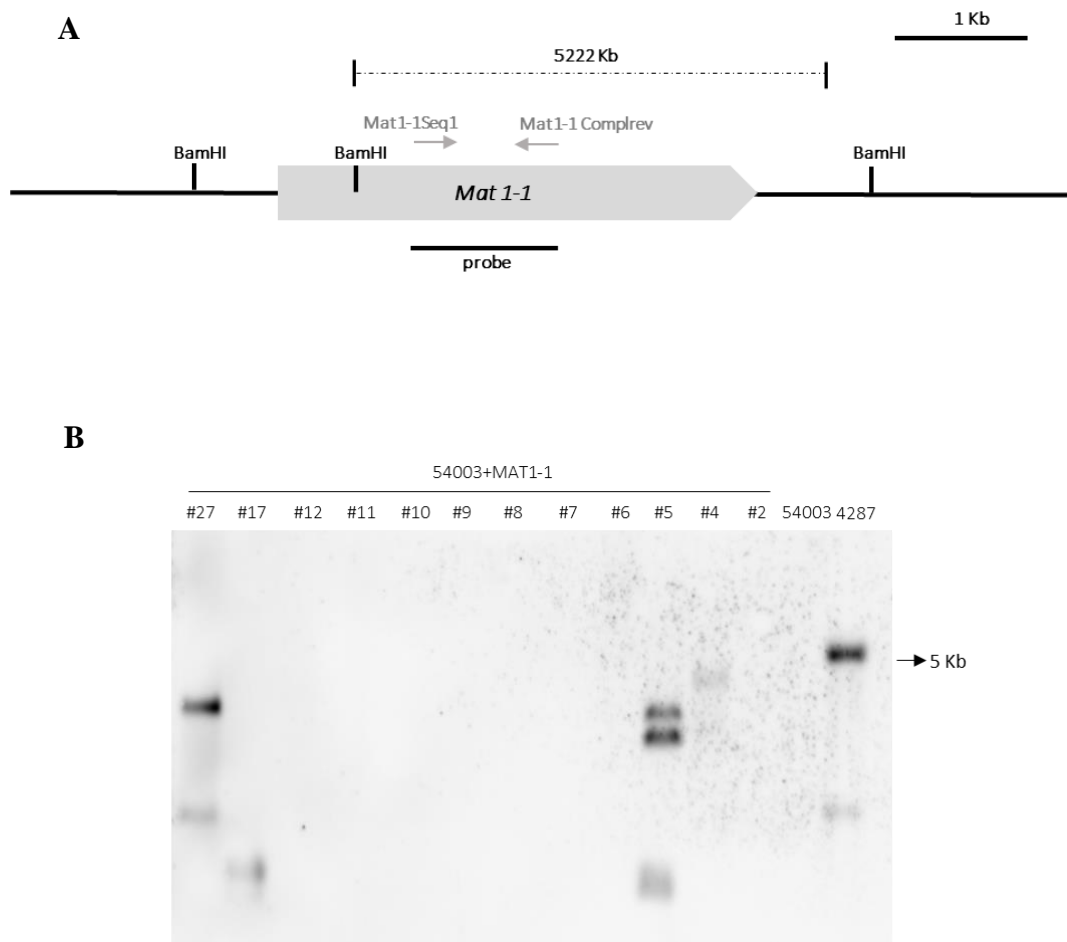 A
1 Kb
5222 Kb
Mat1-1Seq1
Mat1-1 Complrev
BamHI
BamHI
BamHI
Mat 1-1
probe
B
54003+MAT1-1
#27 #17 #12 #11 #10 #9 #8 #7 #6 #5 #4 #2 54003 4287
5 Kb